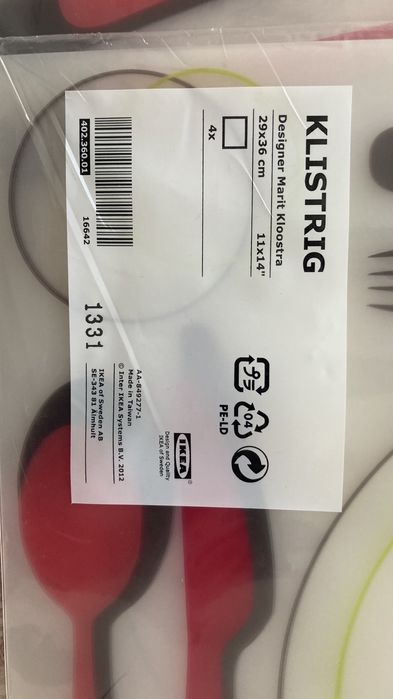 KLISTRIG
Designer Marit Kloostra
29x36 cm 11x14"
4x
402.360.01
16642
1331
04
PE-LD
IKEA®
Design and Quality
IKEA of Sweden
AA-849277-1
Made in Taiwan
© Inter IKEA Systems B.V. 2012
IKEA of Sweden AB
SE-343 81 Älmhult